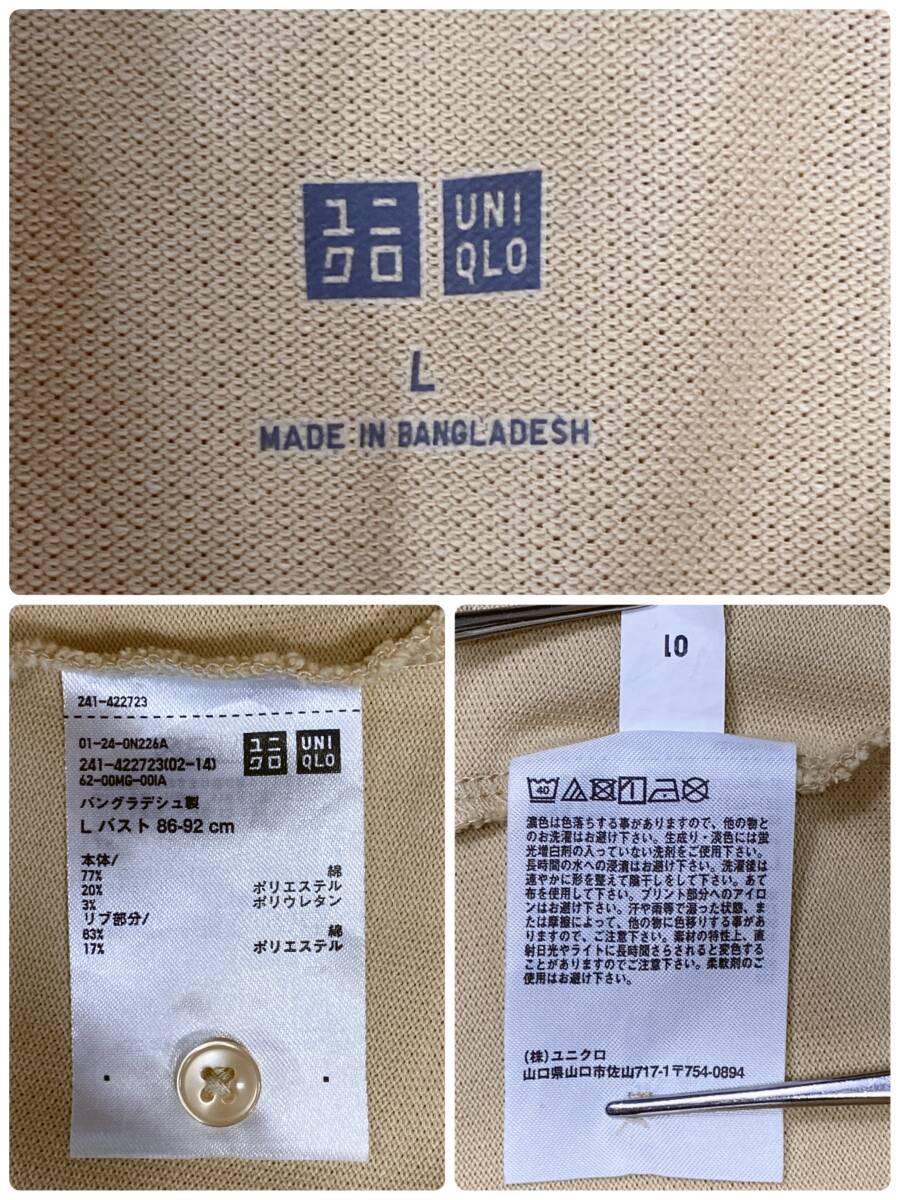 ユニ
クロ
UNI
QLO
L
MADE IN BANGLADESH
241-422723
01-24-0N226A
241-422723(02-14)
62-00MG-001A
ユニ
クロ
UNI
QLO
バングラデシュ製
L バスト 86-92 cm
本体/
77% 綿
20% ポリエステル
3% ポリウレタン
リブ部分/
83% 綿
17% ポリエステル
10
40
濃色は色落ちする事がありますので、他の物と
のお洗濯はお避け下さい。生成り・淡色には蛍
光増白剤の入っていない洗剤をご使用下さい。
長時間の水への浸漬はお避け下さい。洗濯後は
速やかに形を整えて陰干しをして下さい。あて
布を使用して下さい。プリント部分へのアイロ
ンはお避け下さい。汗や雨等で湿った状態、ま
たは摩擦によって、他の物に色移りする事があ
りますので、ご注意下さい。素材の特性上、直
射日光やライトに長時間さらされると変色する
ことがありますのでご注意下さい。柔軟剤のご
使用はお避け下さい。
(株)ユニクロ
山口県山口市佐山717-1〒754-0894